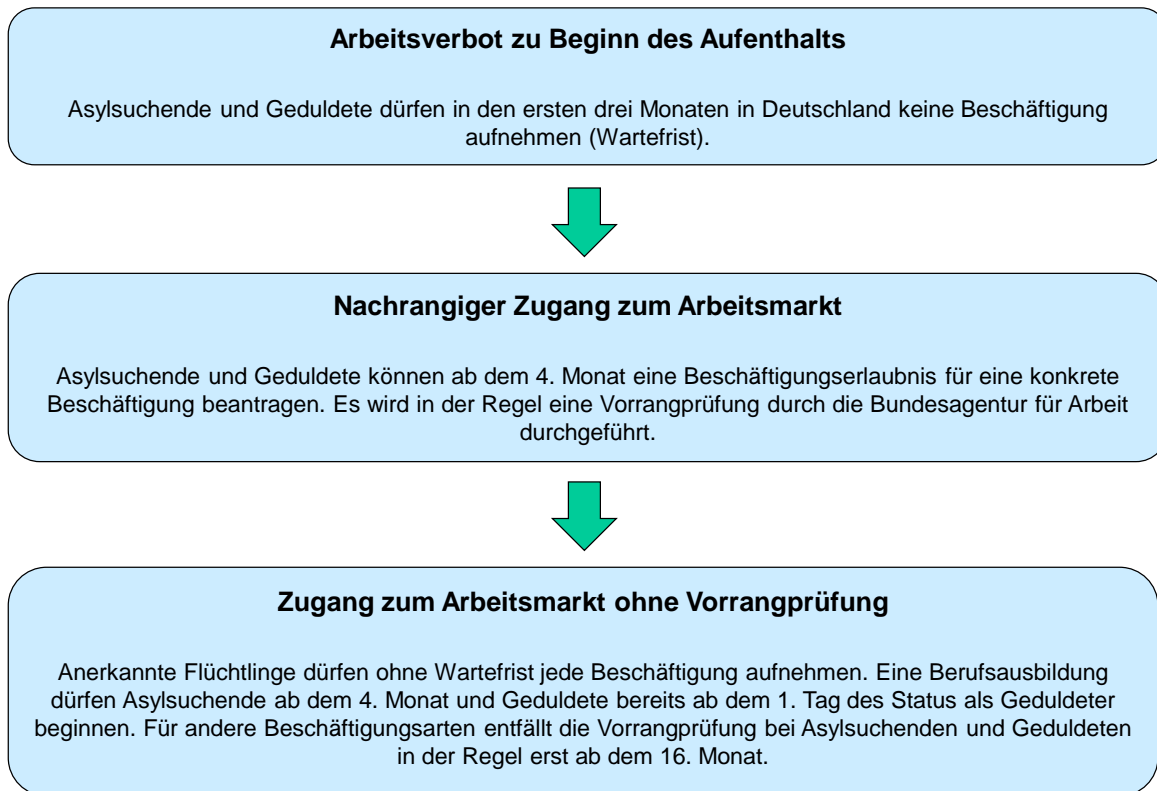 Arbeitsverbot zu Beginn des Aufenthalts
Asylsuchende und Geduldete dürfen in den ersten drei Monaten in Deutschland keine Beschäftigung
aufnehmen (Wartefrist).
Nachrangiger Zugang zum Arbeitsmarkt
Asylsuchende und Geduldete können ab dem 4. Monat eine Beschäftigungserlaubnis für eine konkrete
Beschäftigung beantragen. Es wird in der Regel eine Vorrangprüfung durch die Bundesagentur für Arbeit
durchgeführt.
Zugang zum Arbeitsmarkt ohne Vorrangprüfung
Anerkannte Flüchtlinge dürfen ohne Wartefrist jede Beschäftigung aufnehmen. Eine Berufsausbildung
dürfen Asylsuchende ab dem 4. Monat und Geduldete bereits ab dem 1. Tag des Status als Geduldeter
beginnen. Für andere Beschäftigungsarten entfällt die Vorrangprüfung bei Asylsuchenden und Geduldeten
in der Regel erst ab dem 16. Monat.